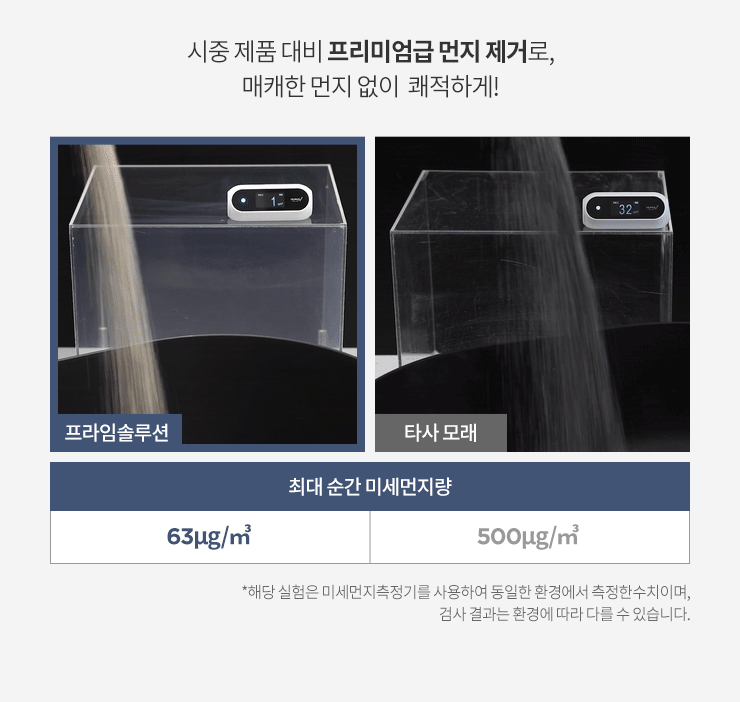 시중 제품 대비 프리미엄급 먼지 제거로,
매캐한 먼지 없이 쾌적하게!
1
32
프라임솔루션
타사 모래
최대 순간 미세먼지량
63μg/㎥
500μg/㎥
*해당 실험은 미세먼지측정기를 사용하여 동일한 환경에서 측정한수치이며,
검사 결과는 환경에 따라 다를 수 있습니다.